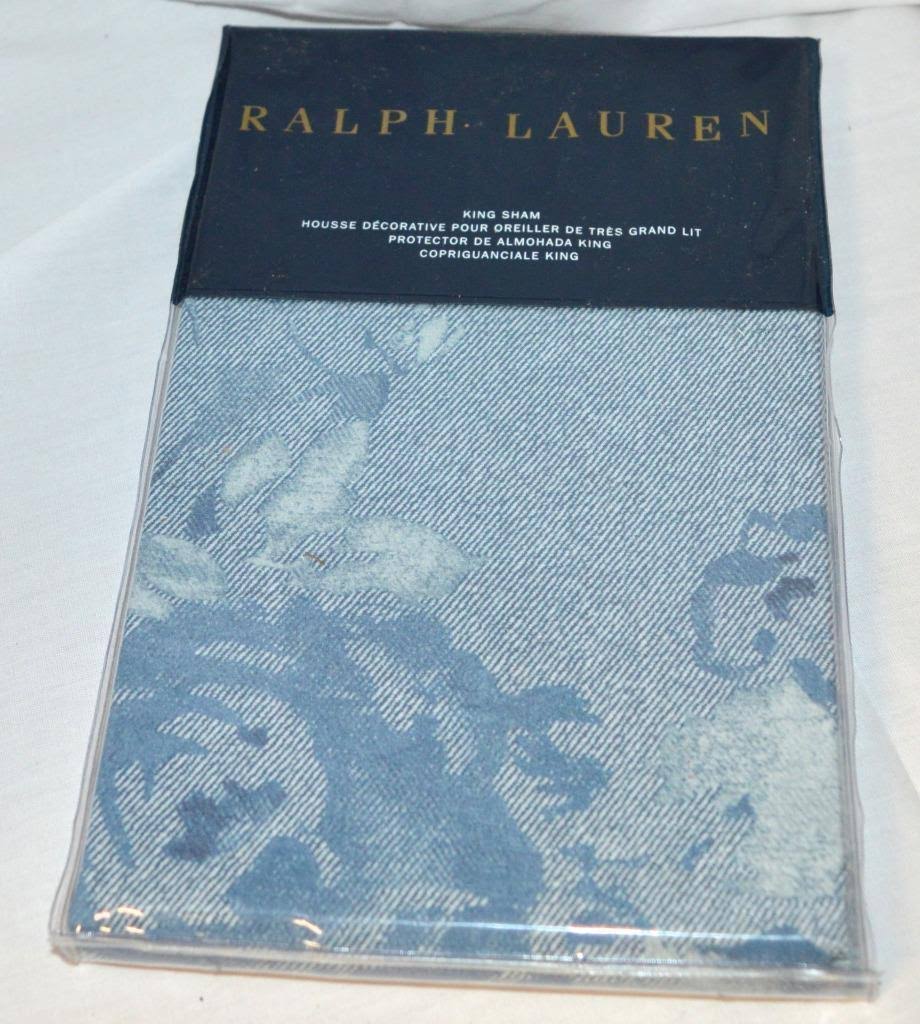 RALPH LAUREN
KING SHAM
HOUSSE DÉCORATIVE POUR OREILLER DE TRÈS GRAND LIT
PROTECTOR DE ALMOHADA KING
COPRIGUANCIALE KING